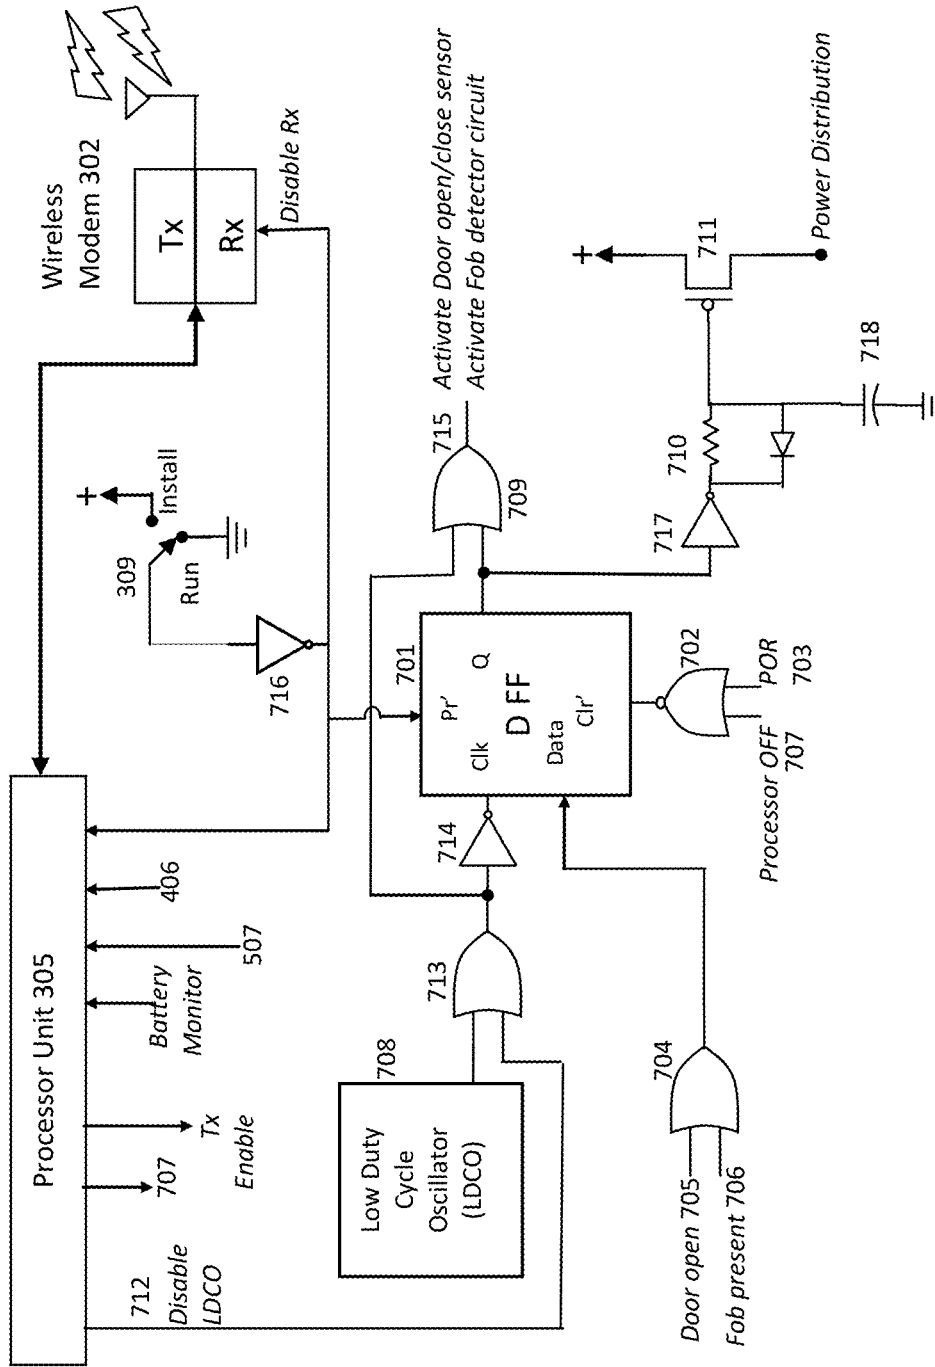 Processor Unit 305
712
Disable
LDCO
707
Tx
Enable
Battery
Monitor
507
406
Wireless
Modem 302
Tx
Rx
Disable Rx
309
+
Install
Run
716
Low Duty
Cycle
Oscillator
(LDCO)
708
713
714
701
Pr'
Clk
Q
D FF
Data
Clr'
715
709
Activate Door open/close sensor
Activate Fob detector circuit
Door open 705
Fob present 706
704
702
Processor OFF
707
POR
703
717
710
718
+
711
Power Distribution